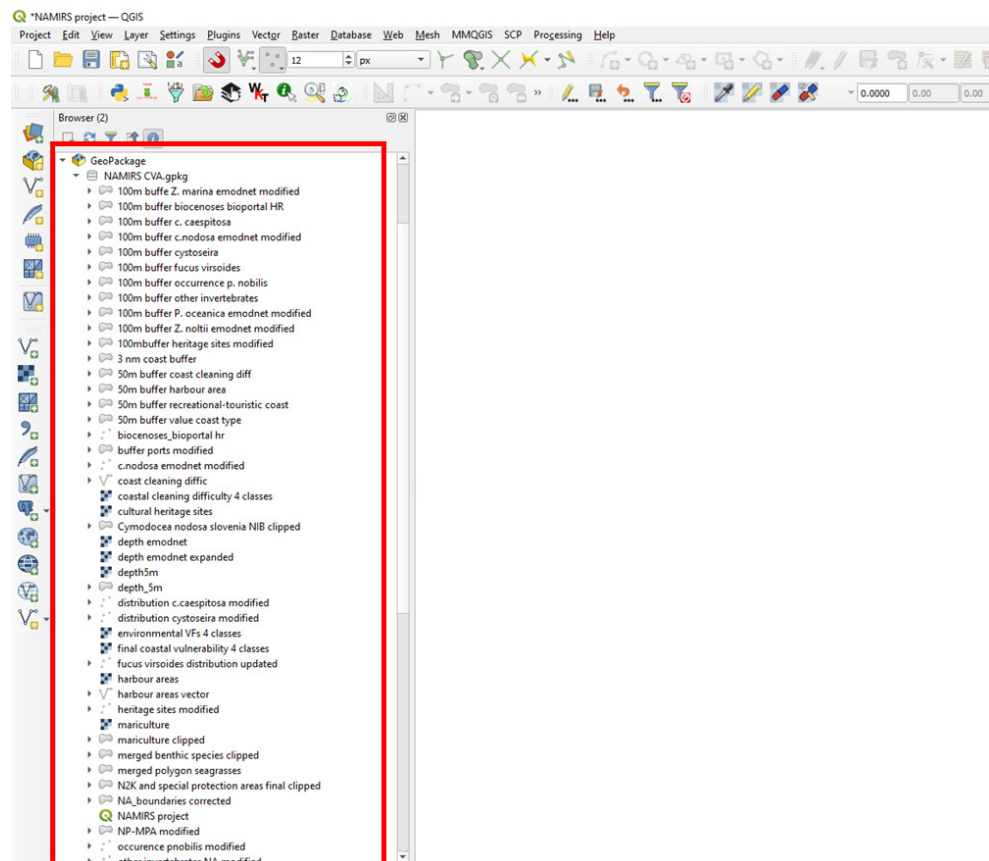 *NAMIRS project — QGIS
Project Edit View Layer Settings Plugins Vector Raster Database Web Mesh MMQGIS SCP Processing Help
12 px
» 0.0000 0.00 0.00
Browser (2)
GeoPackage
NAMIRS CVA.gpkg
100m buffe Z. marina emodnet modified
100m buffer biocenoses bioportal HR
100m buffer c. caespitosa
100m buffer c.nodosa emodnet modified
100m buffer cystoseira
100m buffer fucus virsoides
100m buffer occurrence p. nobilis
100m buffer other invertebrates
100m buffer P. oceanica emodnet modified
100m buffer Z. noltii emodnet modified
100mbuffer heritage sites modified
3 nm coast buffer
50m buffer coast cleaning diff
50m buffer harbour area
50m buffer recreational-touristic coast
50m buffer value coast type
biocenoses_bioportal hr
buffer ports modified
c.nodosa emodnet modified
coast cleaning diffic
coastal cleaning difficulty 4 classes
cultural heritage sites
Cymodocea nodosa slovenia NIB clipped
depth emodnet
depth emodnet expanded
depth5m
depth_5m
distribution c.caespitosa modified
distribution cystoseira modified
environmental VFs 4 classes
final coastal vulnerability 4 classes
fucus virsoides distribution updated
harbour areas
harbour areas vector
heritage sites modified
mariculture
mariculture clipped
merged benthic species clipped
merged polygon seagrasses
N2K and special protection areas final clipped
NA_boundaries corrected
NAMIRS project
NP-MPA modified
occurence pnobilis modified
other invertebrates NA modified